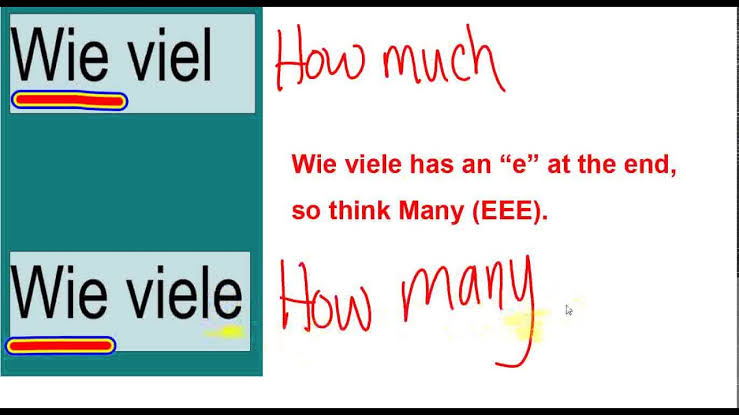 Wie viel How much
Wie viele has an “e” at the end,
so think Many (EEE).
Wie viele How many